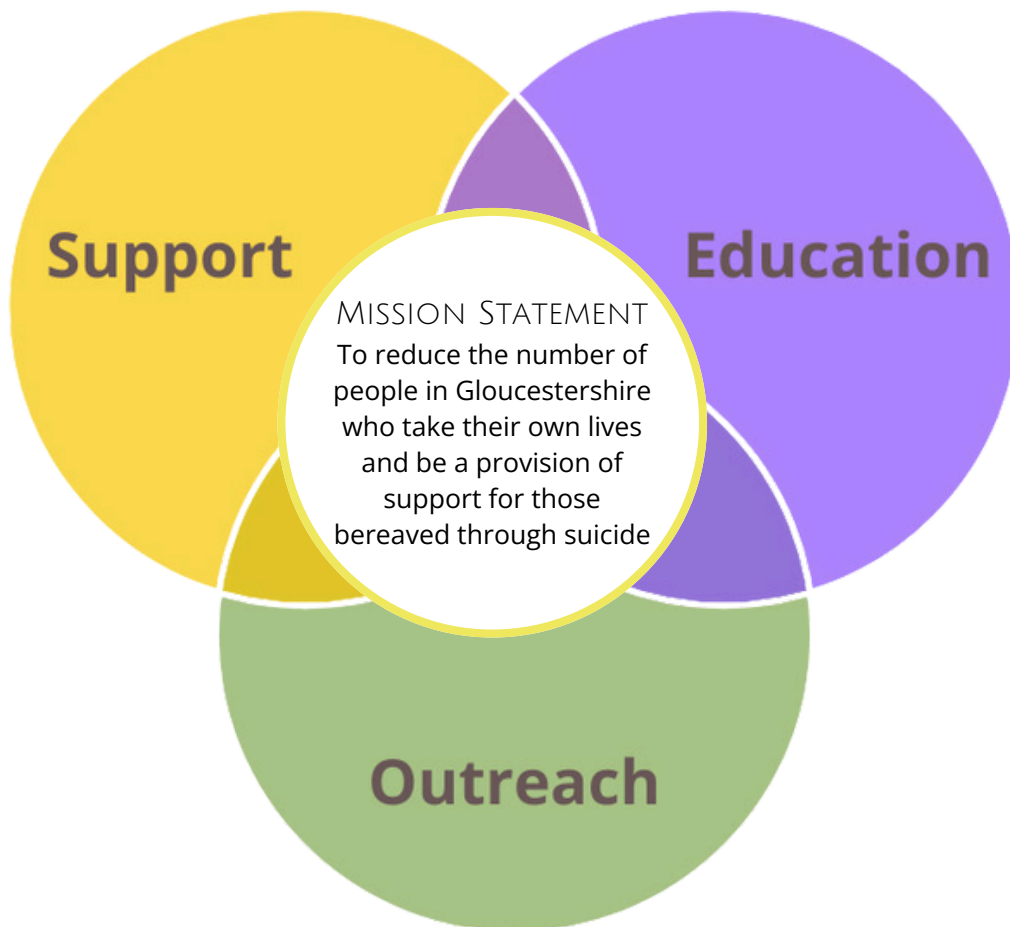 Support
Education
Mission Statement
To reduce the number of
people in Gloucestershire
who take their own lives
and be a provision of
support for those
bereaved through suicide
Outreach